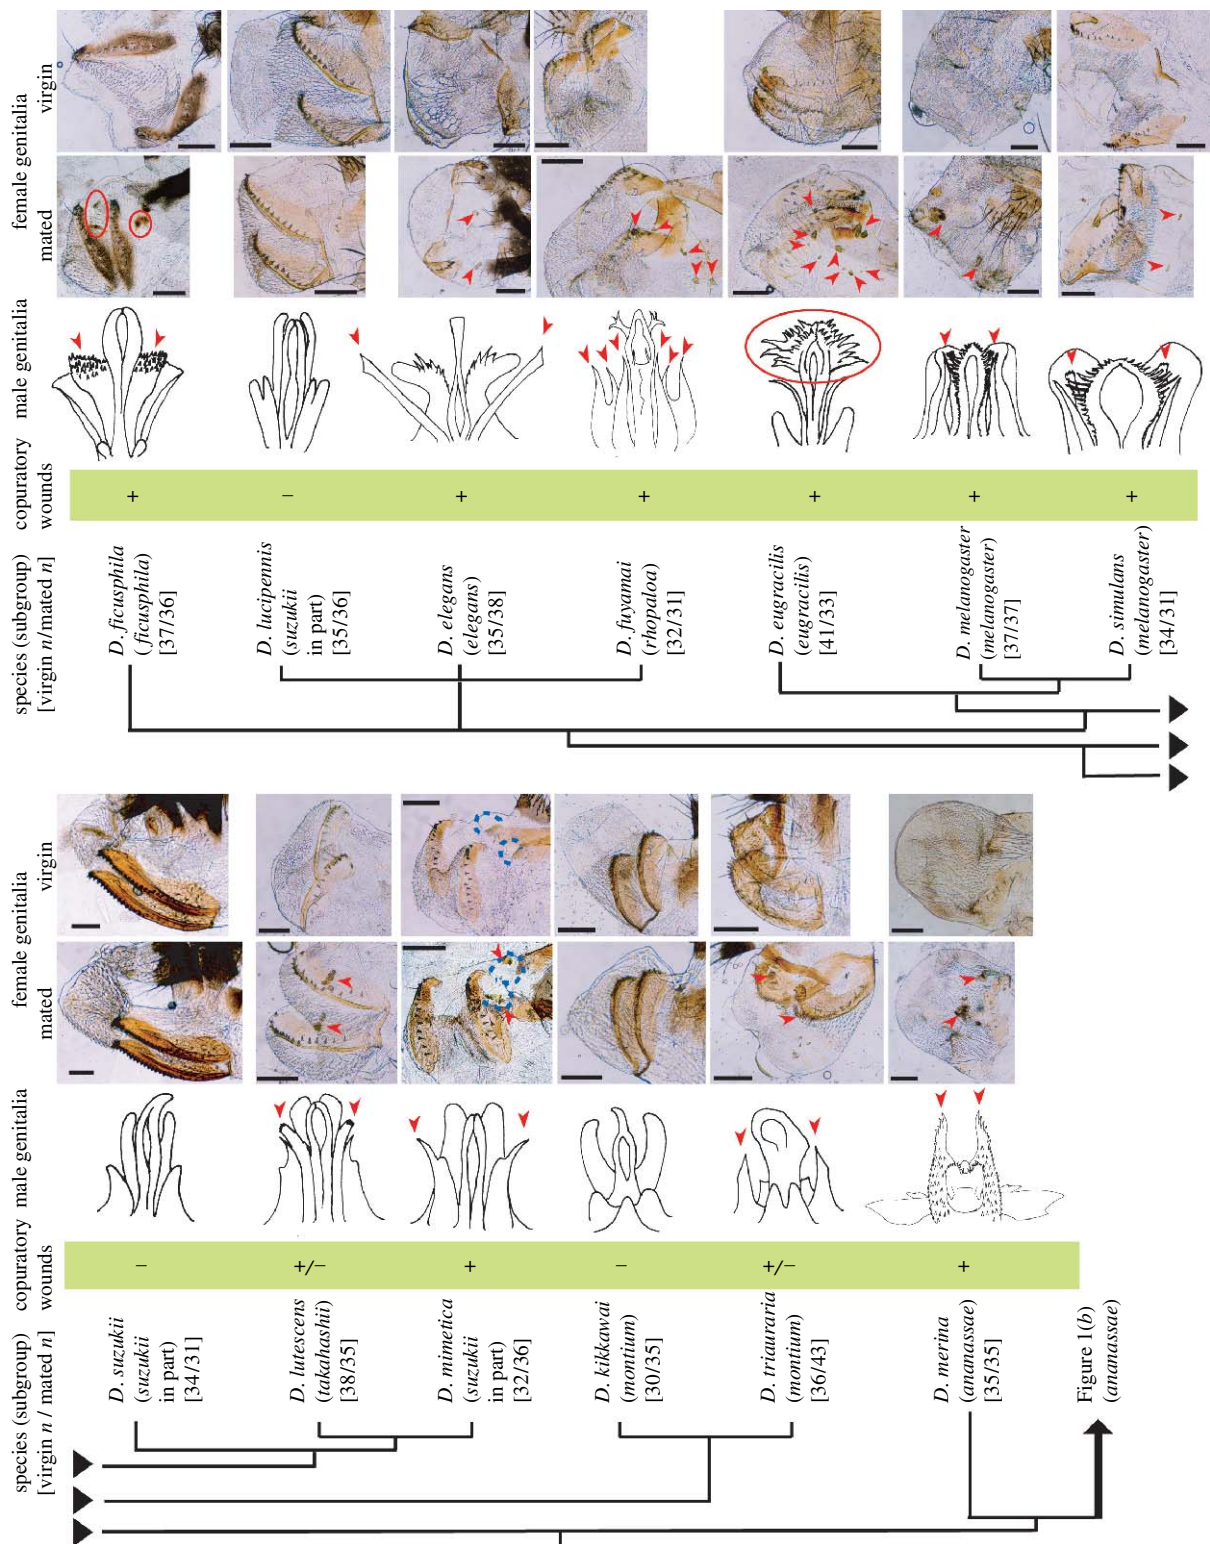 female genitalia
virgin
mated
male genitalia
copuratory
wounds
+
−
+
+
+
+
+
species (subgroup)
[virgin n/mated n]
D. ficusphila
(ficusphila)
[37/36]
D. lucipennis
(suzukii
in part)
[35/36]
D. elegans
(elegans)
[35/38]
D. fuyamai
(rhopaloa)
[32/31]
D. eugracilis
(eugracilis)
[41/33]
D. melanogaster
(melanogaster)
[37/37]
D. simulans
(melanogaster)
[34/31]
female genitalia
virgin
mated
male genitalia
copuratory
wounds
−
+/−
+
−
+/−
+
species (subgroup)
[virgin n / mated n]
D. suzukii
(suzukii
in part)
[34/31]
D. lutescens
(takahashii)
[38/35]
D. mimetica
(suzukii
in part)
[32/36]
D. kikkawai
(montium)
[30/35]
D. triauraria
(montium)
[36/43]
D. merina
(ananassae)
[35/35]
Figure 1(b)
(ananassae)